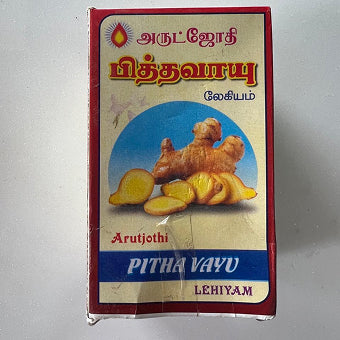 அருட்ஜோதி
பித்தவாயு
லேகியம்
Arutjothi
PITHA VAYU
LEHIYAM